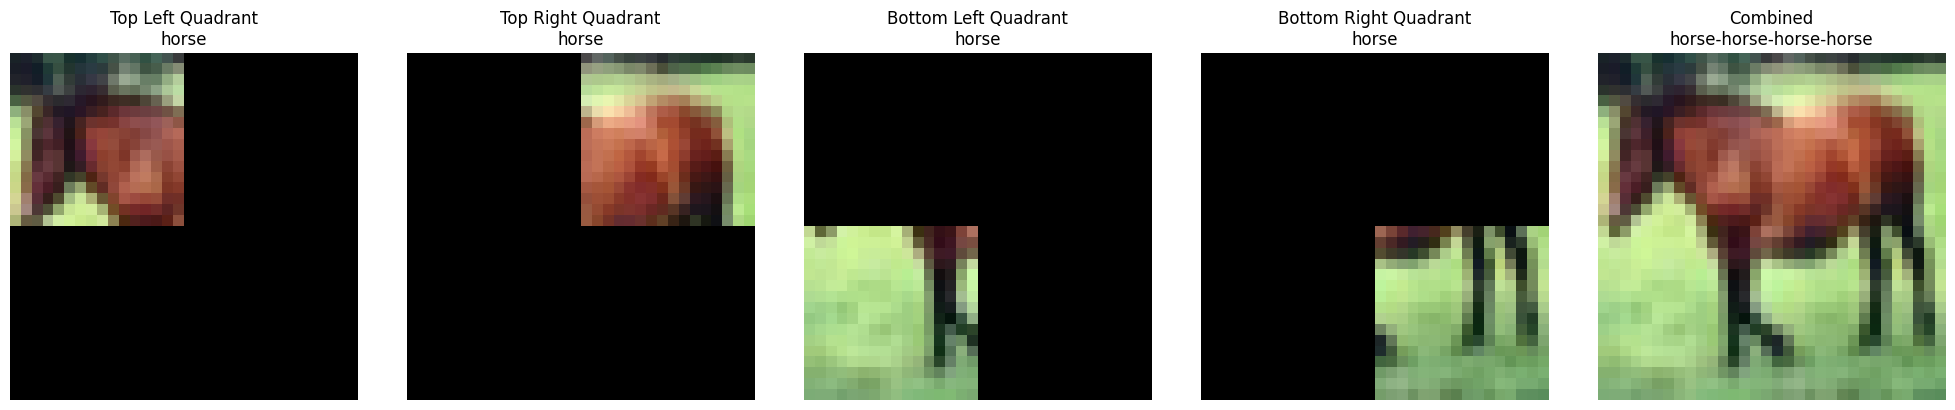 Top Left Quadrant
horse
Top Right Quadrant
horse
Bottom Left Quadrant
horse
Bottom Right Quadrant
horse
Combined
horse-horse-horse-horse